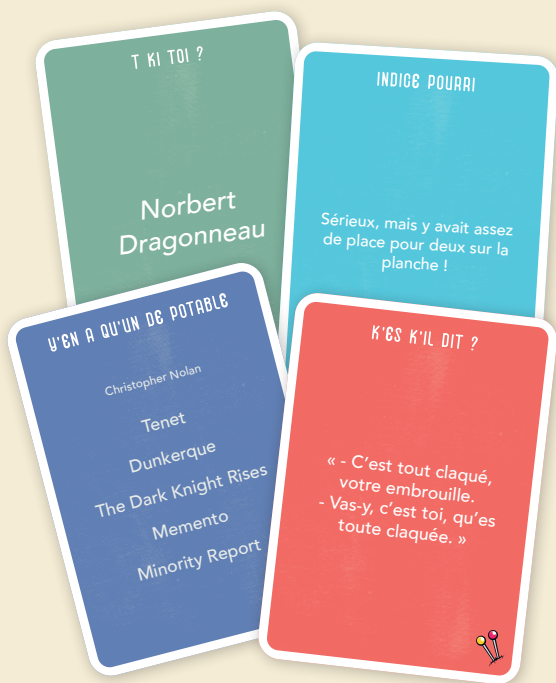 T KI TOI ?
Norbert
Dragonneau
INDICE POURRI
Sérieux, mais y avait assez
de place pour deux sur la
planche !
Y'EN A QU'UN DE POTABLE
Christopher Nolan
Tenet
Dunkerque
The Dark Knight Rises
Memento
Minority Report
K'ES K'IL DIT ?
« - C'est tout claqué,
votre embrouille.
- Vas-y, c'est toi, qu'es
toute claquée. »